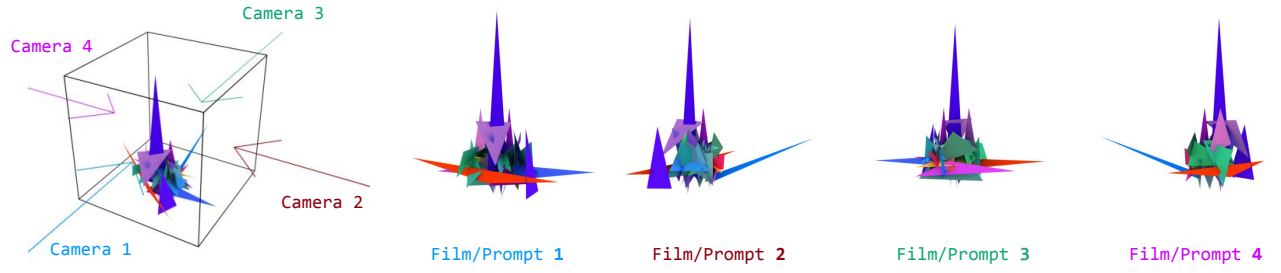 Camera 3
Camera 4
Camera 2
Camera 1
Film/Prompt 1
Film/Prompt 2
Film/Prompt 3
Film/Prompt 4